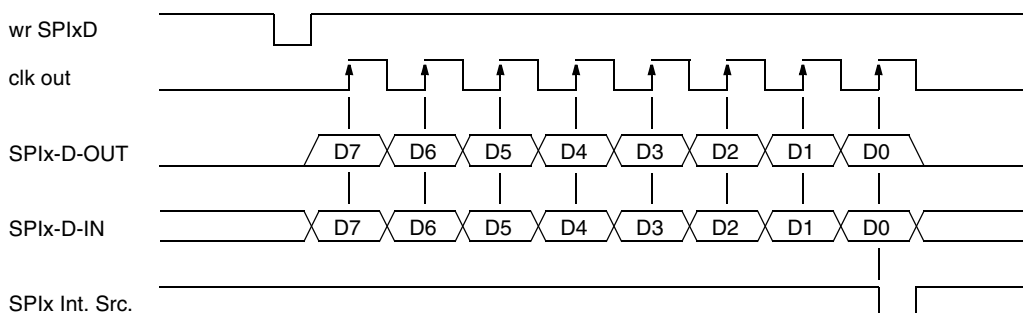 wr SPIxD
clk out
SPIx-D-OUT D7 D6 D5 D4 D3 D2 D1 D0
SPIx-D-IN D7 D6 D5 D4 D3 D2 D1 D0
SPIx Int. Src.